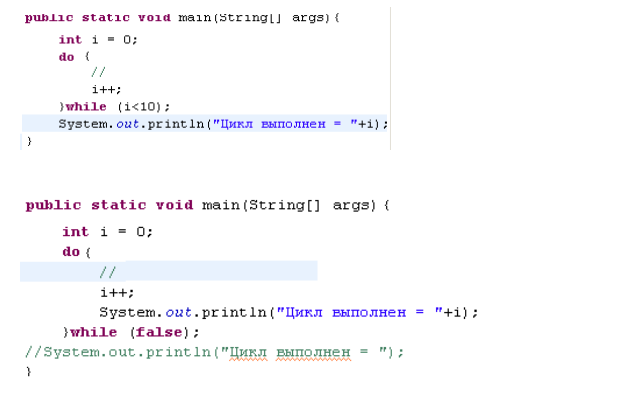 public static void main(String[] args){
int i = 0;
do {
//
i++;
}while (i<10);
System.out.println("Цикл выполнен = "+i);
}
public static void main(String[] args){
int i = 0;
do{
//
i++;
System.out.println("Цикл выполнен = "+i);
}while (false);
//System.out.println("Цикл выполнен = ");
}